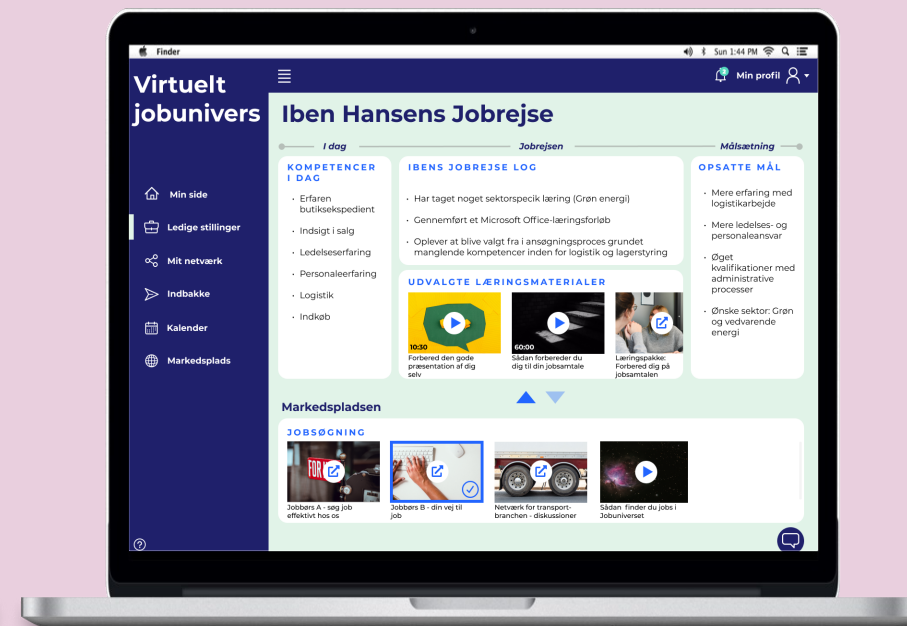 Finder
Sun 1:44 PM
Virtuelt
jobunivers
3
Min profil
Min side
Ledige stillinger
Mit netværk
Indbakke
Kalender
Markedsplads
?
Iben Hansens Jobrejse
I dag
Jobrejsen
Målsætning
KOMPETENCER
I DAG
• Erfaren
butiksekspedient
• Indsigt i salg
• Ledelseserfaring
• Personaleerfaring
• Logistik
• Indkøb
IBENS JOBREJSE LOG
• Har taget noget sektorspecik læring (Grøn energi)
• Gennemført et Microsoft Office-læringsforløb
• Oplever at blive valgt fra i ansøgningsproces grundet
manglende kompetencer inden for logistik og lagerstyring
UDVALGTE LÆRINGSMATERIALER
10:30
Forbered den gode
præsentation af dig
selv
60:00
Sådan forbereder du
dig til din jobsamtale
Læringspakke:
Forbered dig på
jobsamtalen
OPSATTE MÅL
• Mere erfaring med
logistikarbejde
• Mere ledelses- og
personaleansvar
• Øget
kvalifikationer med
administrative
processer
• Ønske sektor: Grøn
og vedvarende
energi
Markedspladsen
JOBSØGNING
FOR
Jobbørs A - søg job
effektivt hos os
Jobbørs B - din vej til
job
Netværk for transport-
branchen - diskussioner
Sådan finder du jobs i
Jobuniverset